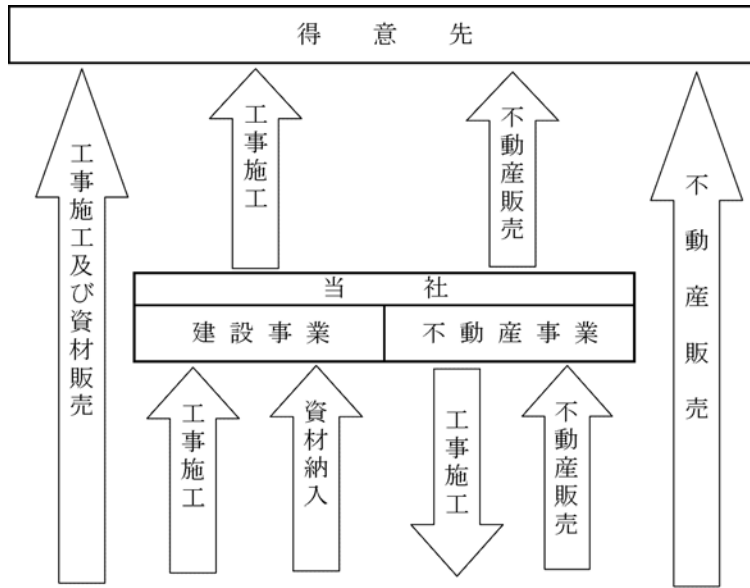 得意先
工事施工
不動産販売
工事施工及び資材販売
不動産販売
当社
建設事業
不動産事業
工事施工
資材納入
工事施工
不動産販売